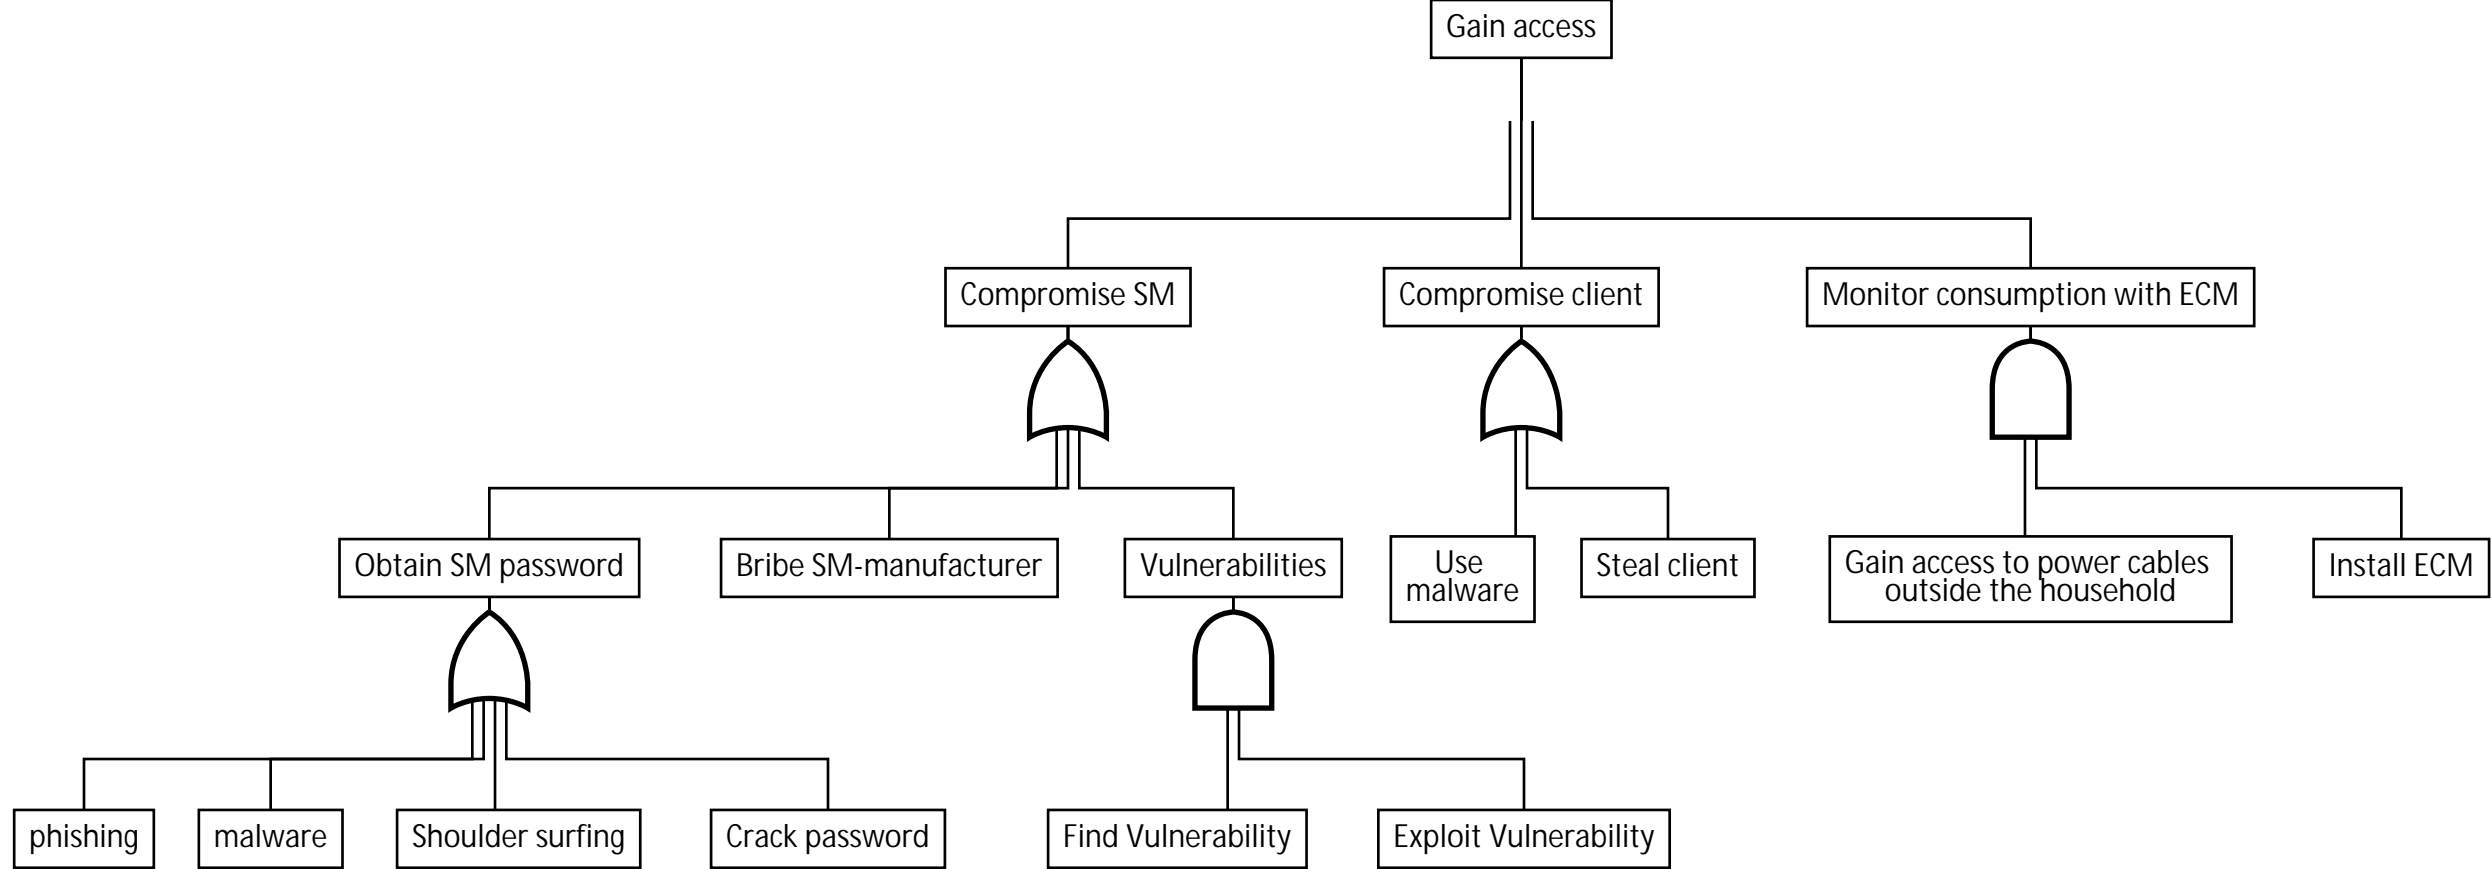 Gain access
Compromise SM
Compromise client
Monitor consumption with ECM
Obtain SM password
Bribe SM-manufacturer
Vulnerabilities
Use
malware
Steal client
Gain access to power cables
outside the household
Install ECM
phishing
malware
Shoulder surfing
Crack password
Find Vulnerability
Exploit Vulnerability